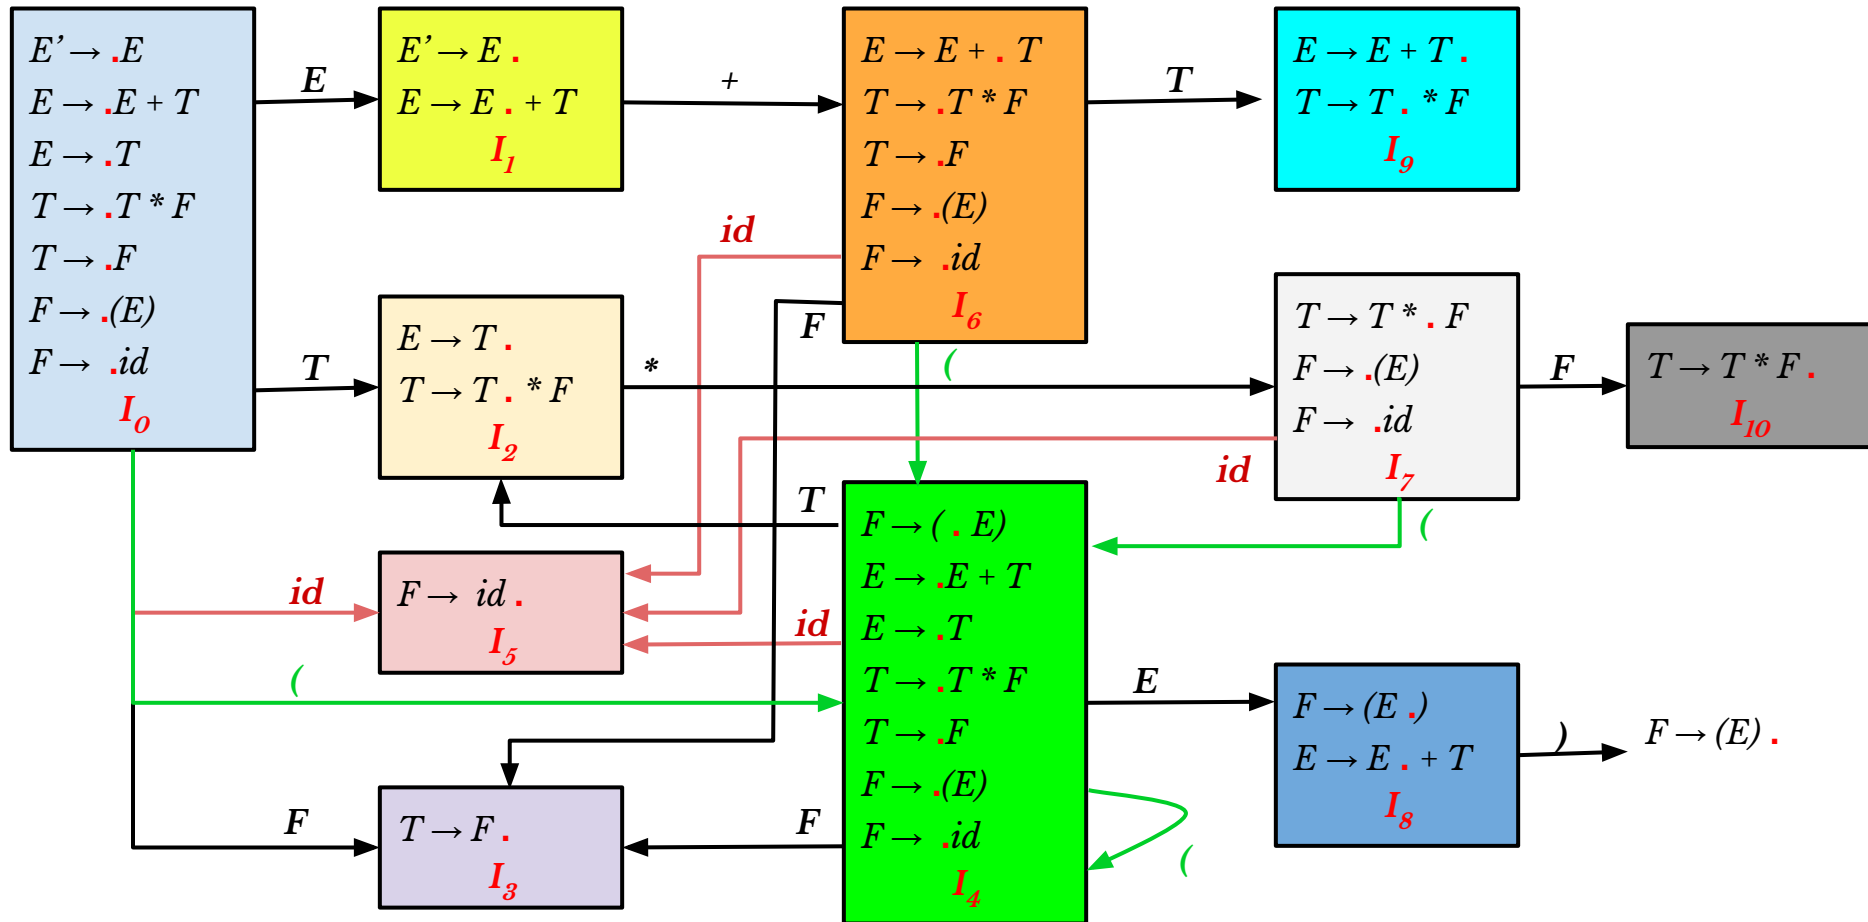 E’ → .E
E → .E + T
E → .T
T → .T * F
T → .F
F → .(E)
F → .id
I0
E
T
id
(
F
E’ → E .
E → E . + T
I1
+
E → T .
T → T . * F
I2
*
F → id .
I5
T → F .
I3
E → E + . T
T → .T * F
T → .F
F → .(E)
F → .id
I6
T
id
F
(
F → ( . E)
E → .E + T
E → .T
T → .T * F
T → .F
F → .(E)
F → .id
I4
T
id
F
E
(
E → E + T .
T → T . * F
I9
T → T * . F
F → .(E)
F → .id
I7
id
(
F
T → T * F .
I10
F → (E .)
E → E . + T
I8
)
F → (E) .